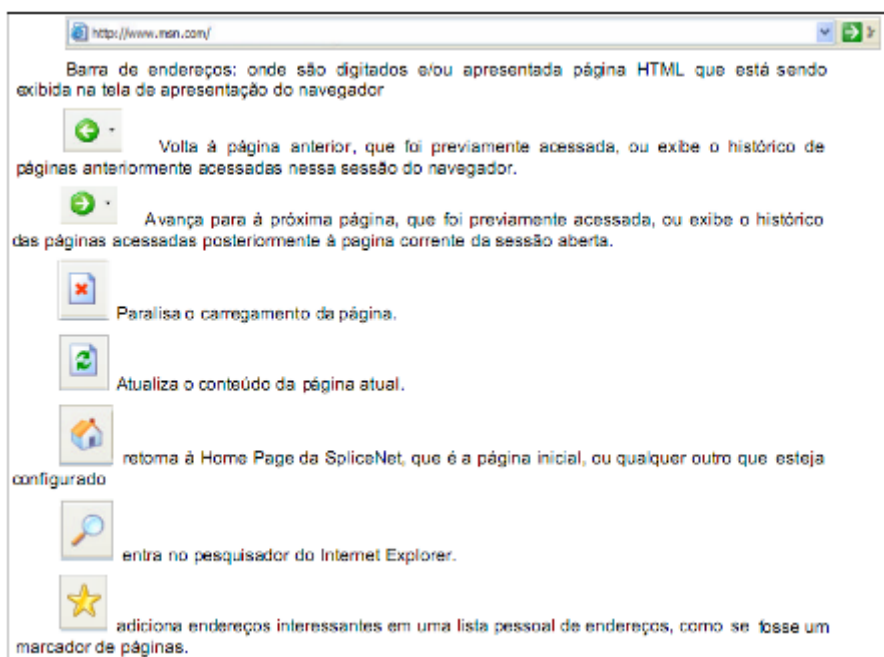 http://www.msn.com/
Barra de endereços: onde são digitados e/ou apresentada página HTML que está sendo
exibida na tela de apresentação do navegador
Volta à página anterior, que foi previamente acessada, ou exibe o histórico de
páginas anteriormente acessadas nessa sessão do navegador.
Avança para à próxima página, que foi previamente acessada, ou exibe o histórico
das páginas acessadas posteriormente à pagina corrente da sessão aberta.
Paralisa o carregamento da página.
Atualiza o conteúdo da página atual.
retorna à Home Page da SpliceNet, que é a página inicial, ou qualquer outro que esteja
configurado
entra no pesquisador do Internet Explorer.
adiciona endereços interessantes em uma lista pessoal de endereços, como se fosse um
marcador de páginas.